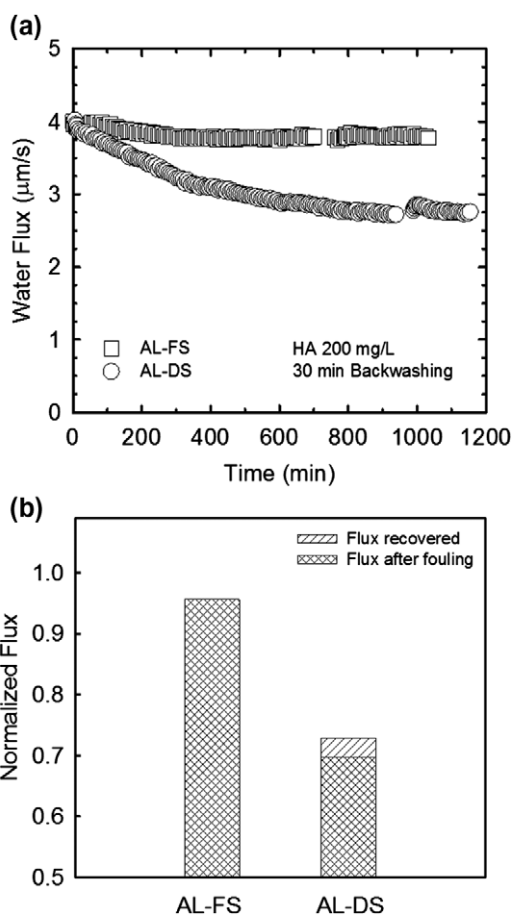 (a)
5
4
3
2
1
0
Water Flux (μm/s)
AL-FS HA 200 mg/L
AL-DS 30 min Backwashing
0 200 400 600 800 1000 1200
Time (min)
(b)
Flux recovered
Flux after fouling
1.0
0.9
0.8
0.7
0.6
0.5
Normalized Flux
AL-FS AL-DS